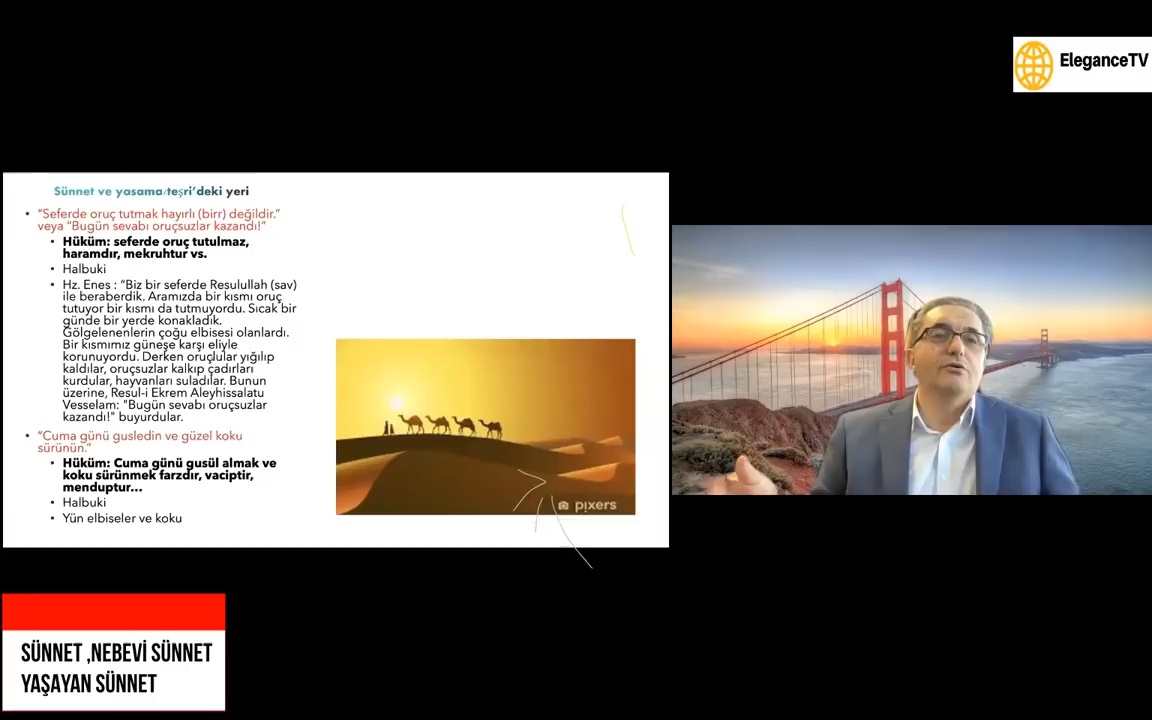 EleganceTV
Sünnet ve yasama/teşri'deki yeri
• "Seferde oruç tutmak hayırlı (birr) değildir."
veya "Bugün sevabı oruçsuzlar kazandı!"
• Hüküm: seferde oruç tutulmaz,
haramdır, mekruhtur vs.
• Halbuki
• Hz. Enes : "Biz bir seferde Resulullah (sav)
ile beraberdik. Aramızda bir kısmı oruç
tutuyor bir kısmı da tutmuyordu. Sıcak bir
günde bir yerde konakladık.
Gölgelenenlerin çoğu elbisesi olanlardı.
Bir kısmımız güneşe karşı eliyle
korunuyordu. Derken oruçlular yığılıp
kaldılar, oruçsuzlar kalkıp çadırları
kurdular, hayvanları suladılar. Bunun
üzerine, Resul-i Ekrem Aleyhissalatu
Vesselam: "Bugün sevabı oruçsuzlar
kazandı!" buyurdular.
• "Cuma günü gusledin ve güzel koku
sürünün."
• Hüküm: Cuma günü gusül almak ve
koku sürünmek farzdır, vaciptir,
menduptur...
• Halbuki
• Yün elbiseler ve koku
pixers
SÜNNET ,NEBEVİ SÜNNET
YAŞAYAN SÜNNET